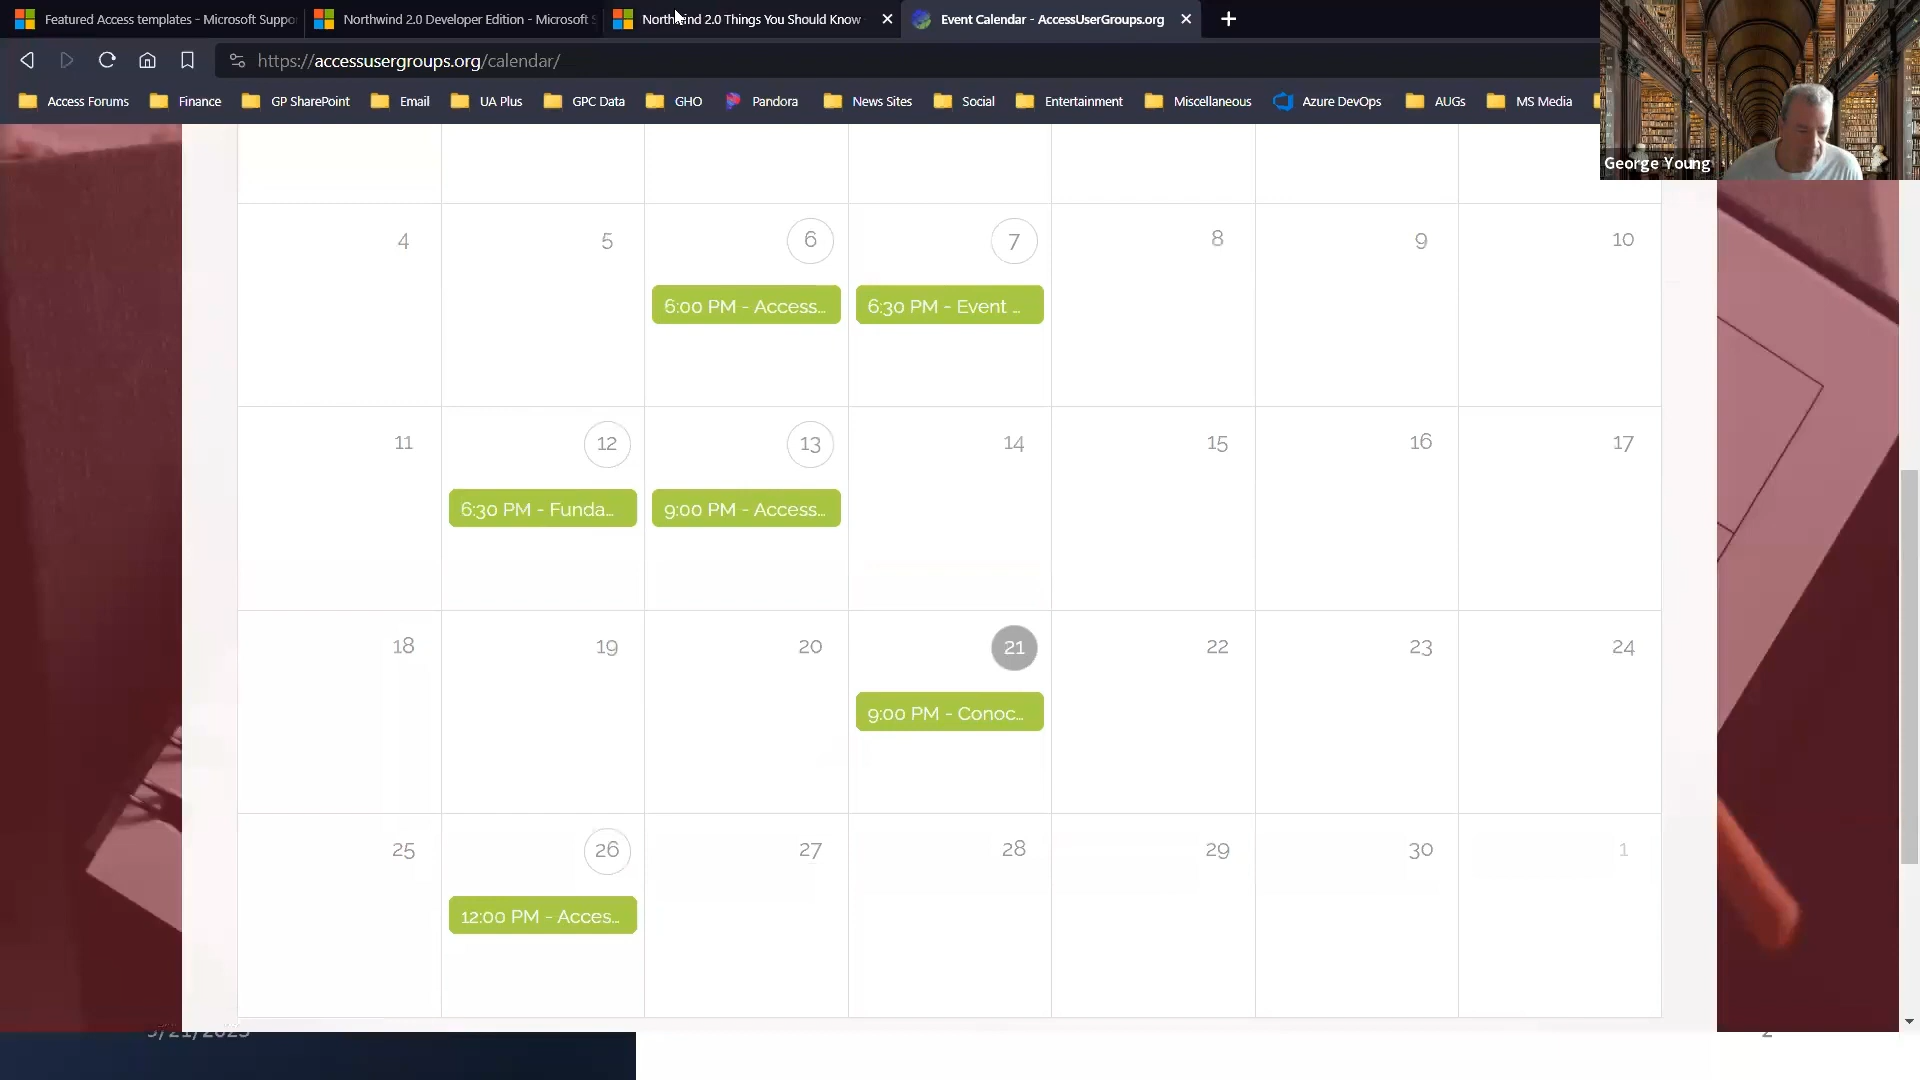 Featured Access templates - Microsoft Suppo
Northwind 2.0 Developer Edition - Microsoft S
Northwind 2.0 Things You Should Know
Event Calendar - AccessUserGroups.org
https://accessusergroups.org/calendar/
Access Forums
Finance
GP SharePoint
Email
UA Plus
GPC Data
GHO
Pandora
News Sites
Social
Entertainment
Miscellaneous
Azure DevOps
AUGs
MS Media
George Young
4 5 6 7 8 9 10
6:00 PM - Access... 6:30 PM - Event ...
11 12 13 14 15 16 17
6:30 PM - Funda... 9:00 PM - Access...
18 19 20 21 22 23 24
9:00 PM - Conoc...
25 26 27 28 29 30 1
12:00 PM - Acces...